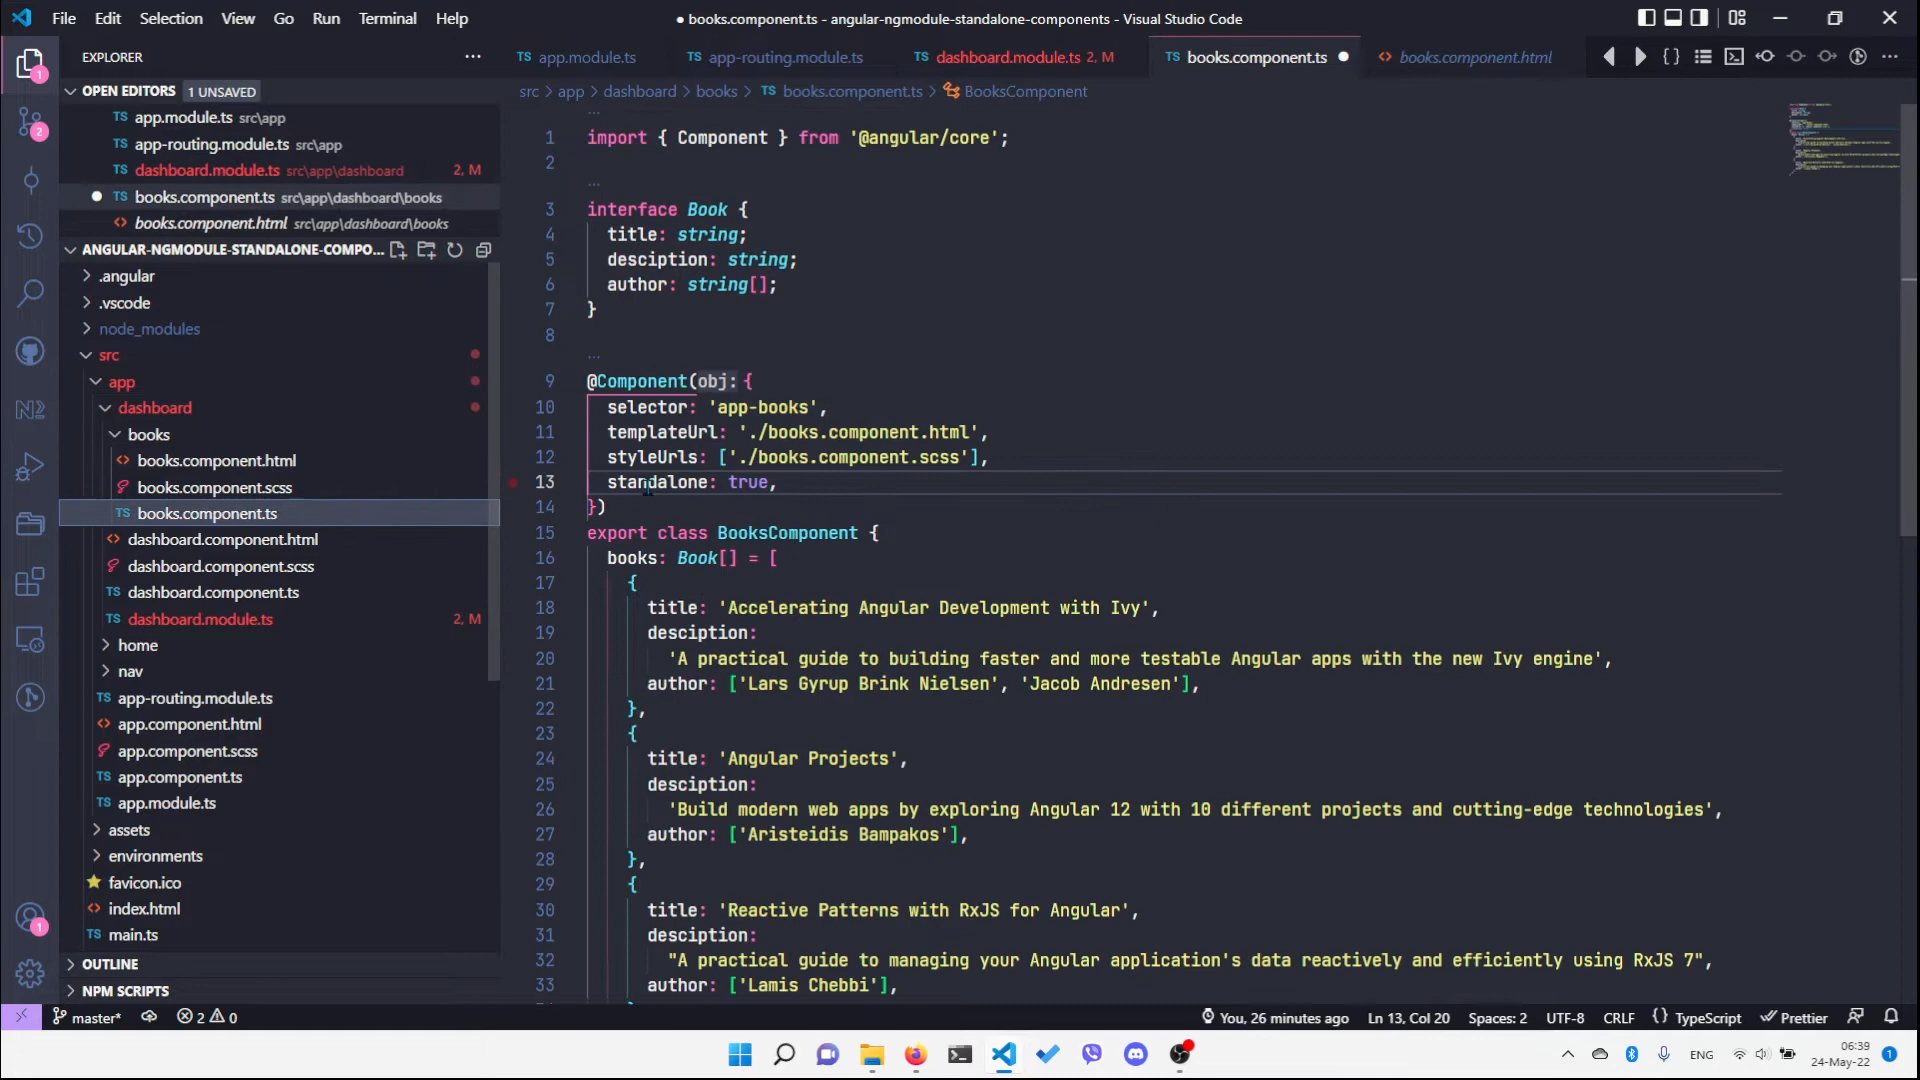 File Edit Selection View Go Run Terminal Help
● books.component.ts - angular-ngmodule-standalone-components - Visual Studio Code
EXPLORER
OPEN EDITORS 1 UNSAVED
TS app.module.ts src\app
TS app-routing.module.ts src\app
TS dashboard.module.ts src\app\dashboard 2, M
TS books.component.ts src\app\dashboard\books
books.component.html src\app\dashboard\books
ANGULAR-NGMODULE-STANDALONE-COMPO...
.angular
.vscode
node_modules
src
app
dashboard
books
books.component.html
books.component.scss
TS books.component.ts
dashboard.component.html
dashboard.component.scss
TS dashboard.component.ts
TS dashboard.module.ts 2, M
home
nav
TS app-routing.module.ts
app.component.html
app.component.scss
TS app.component.ts
TS app.module.ts
assets
environments
favicon.ico
index.html
TS main.ts
OUTLINE
NPM SCRIPTS
1
2
1
TS app.module.ts TS app-routing.module.ts TS dashboard.module.ts 2, M TS books.component.ts books.component.html
src > app > dashboard > books > TS books.component.ts > BooksComponent
1 import { Component } from '@angular/core';
2
3 interface Book {
4 title: string;
5 desciption: string;
6 author: string[];
7 }
8
9 @Component(obj: {
10 selector: 'app-books',
11 templateUrl: './books.component.html',
12 styleUrls: ['./books.component.scss'],
13 standalone: true,
14 })
15 export class BooksComponent {
16 books: Book[] = [
17 {
18 title: 'Accelerating Angular Development with Ivy',
19 desciption:
20 'A practical guide to building faster and more testable Angular apps with the new Ivy engine',
21 author: ['Lars Gyrup Brink Nielsen', 'Jacob Andresen'],
22 },
23 {
24 title: 'Angular Projects',
25 desciption:
26 'Build modern web apps by exploring Angular 12 with 10 different projects and cutting-edge technologies',
27 author: ['Aristeidis Bampakos'],
28 },
29 {
30 title: 'Reactive Patterns with RxJS for Angular',
31 desciption:
32 "A practical guide to managing your Angular application's data reactively and efficiently using RxJS 7",
33 author: ['Lamis Chebbi'],
master* 2 0 You, 26 minutes ago Ln 13, Col 20 Spaces: 2 UTF-8 CRLF {} TypeScript Prettier
ENG 06:39
24-May-22 1